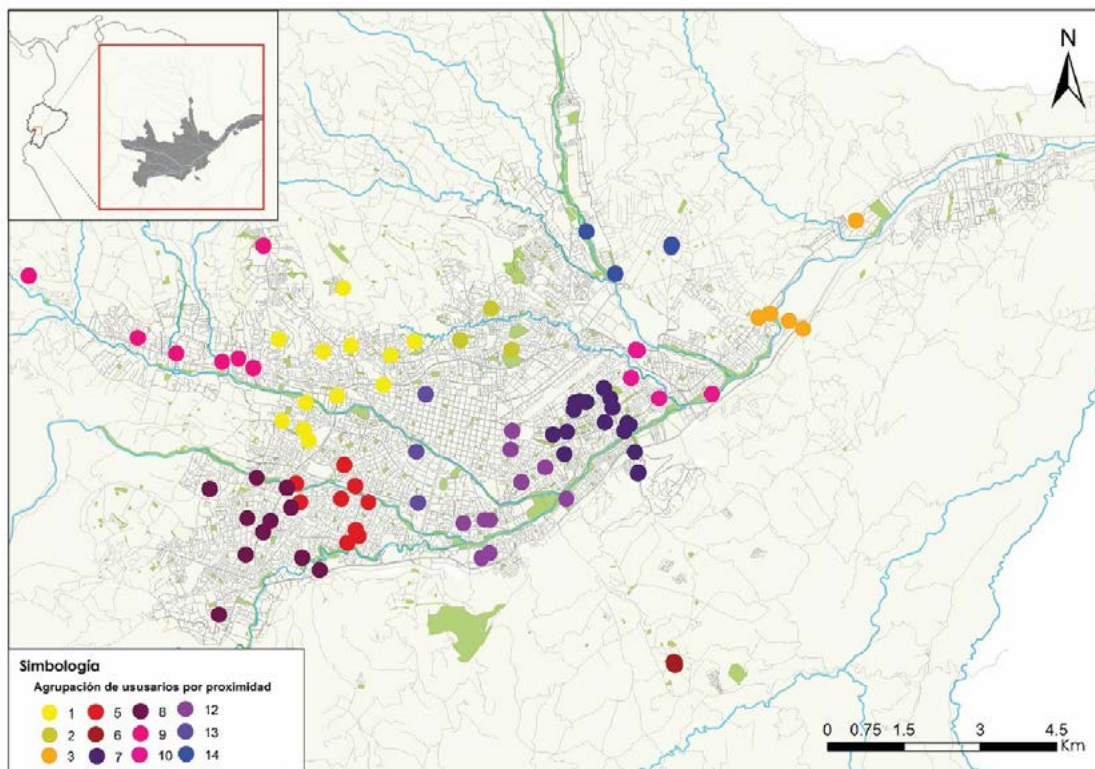 N
Simbología
Agrupación de ususarios por proximidad
1 5 8 12
2 6 9 13
3 7 10 14
0 0.75 1.5 3 4.5
Km